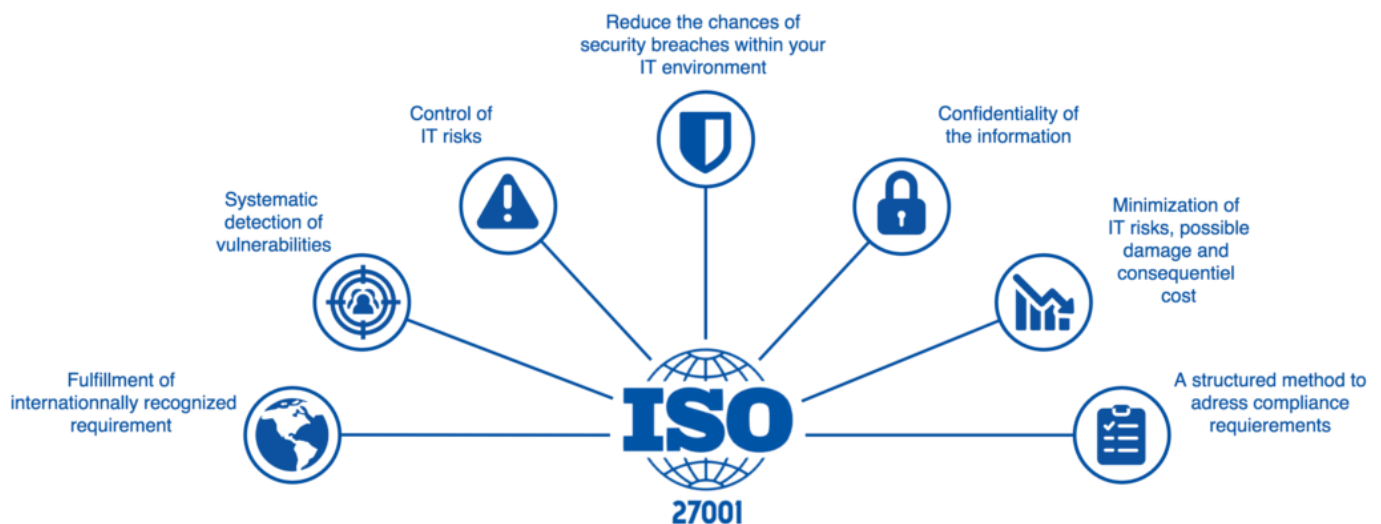 Reduce the chances of
security breaches within your
IT environment
Control of
IT risks
Confidentiality of
the information
Systematic
detection of
vulnerabilities
Minimization of
IT risks, possible
damage and
consequentiel
cost
Fulfillment of
internationnally recognized
requirement
A structured method to
adress compliance
requierements
ISO
27001